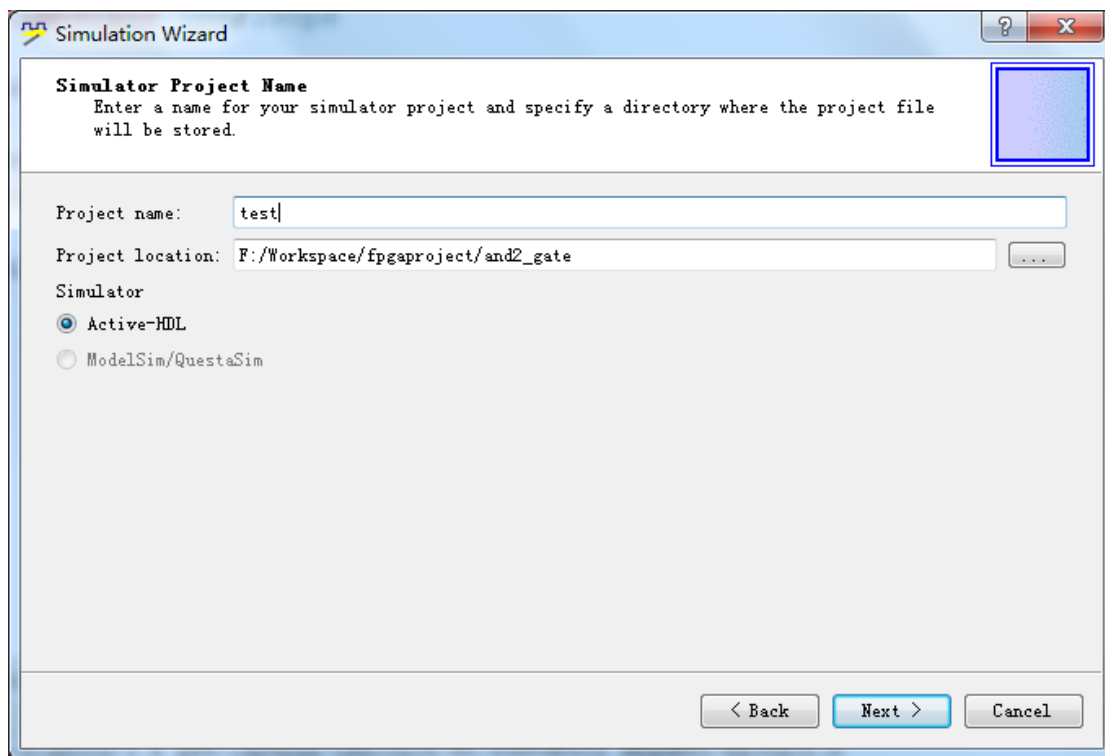 Simulation Wizard
Simulator Project Name
Enter a name for your simulator project and specify a directory where the project file
will be stored.
Project name: test
Project location: F:/Workspace/fpgaproject/and2_gate ...
Simulator
Active-HDL
ModelSim/QuestaSim
< Back Next > Cancel